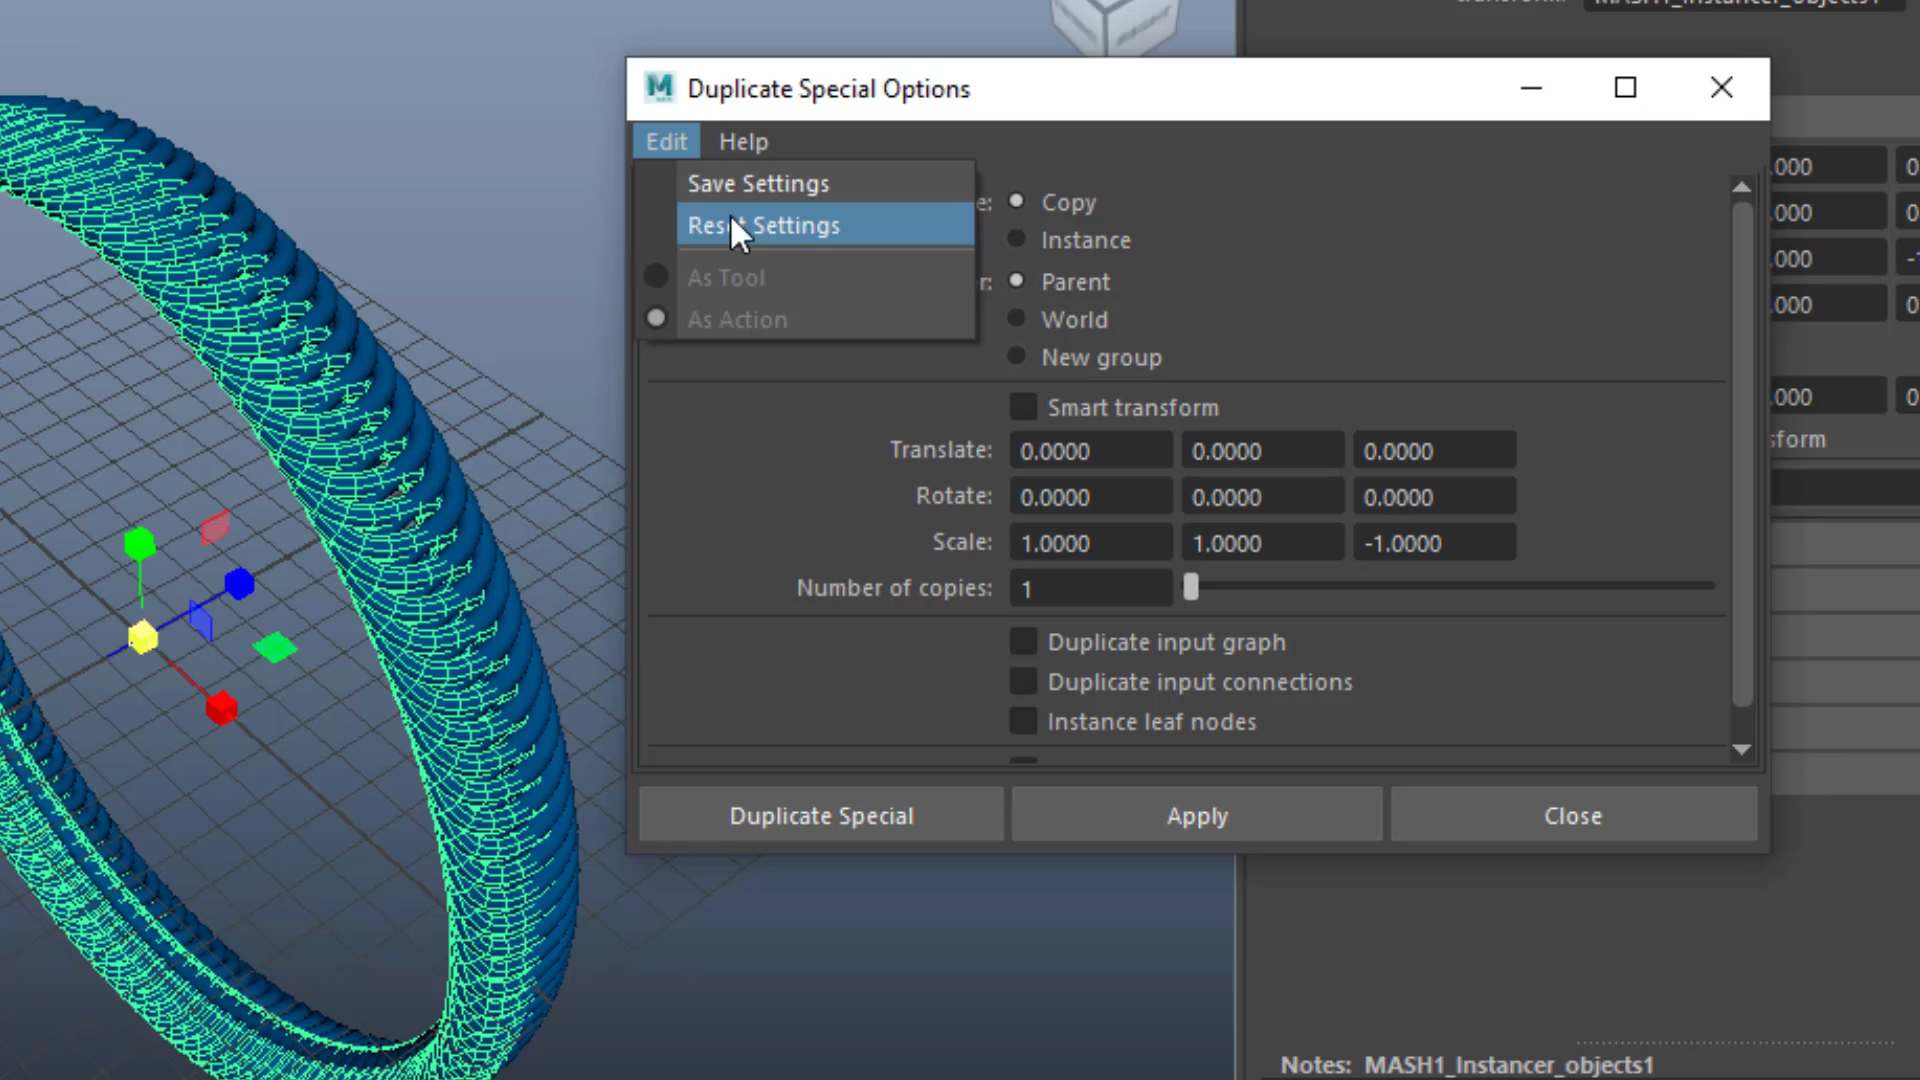 Duplicate Special Options
Edit Help
Save Settings
Reset Settings
As Tool
As Action
Copy
Instance
Parent
World
New group
Smart transform
Translate: 0.0000 0.0000 0.0000
Rotate: 0.0000 0.0000 0.0000
Scale: 1.0000 1.0000 -1.0000
Number of copies: 1
Duplicate input graph
Duplicate input connections
Instance leaf nodes
Duplicate Special Apply Close
Notes: MASH1_Instancer_objects1